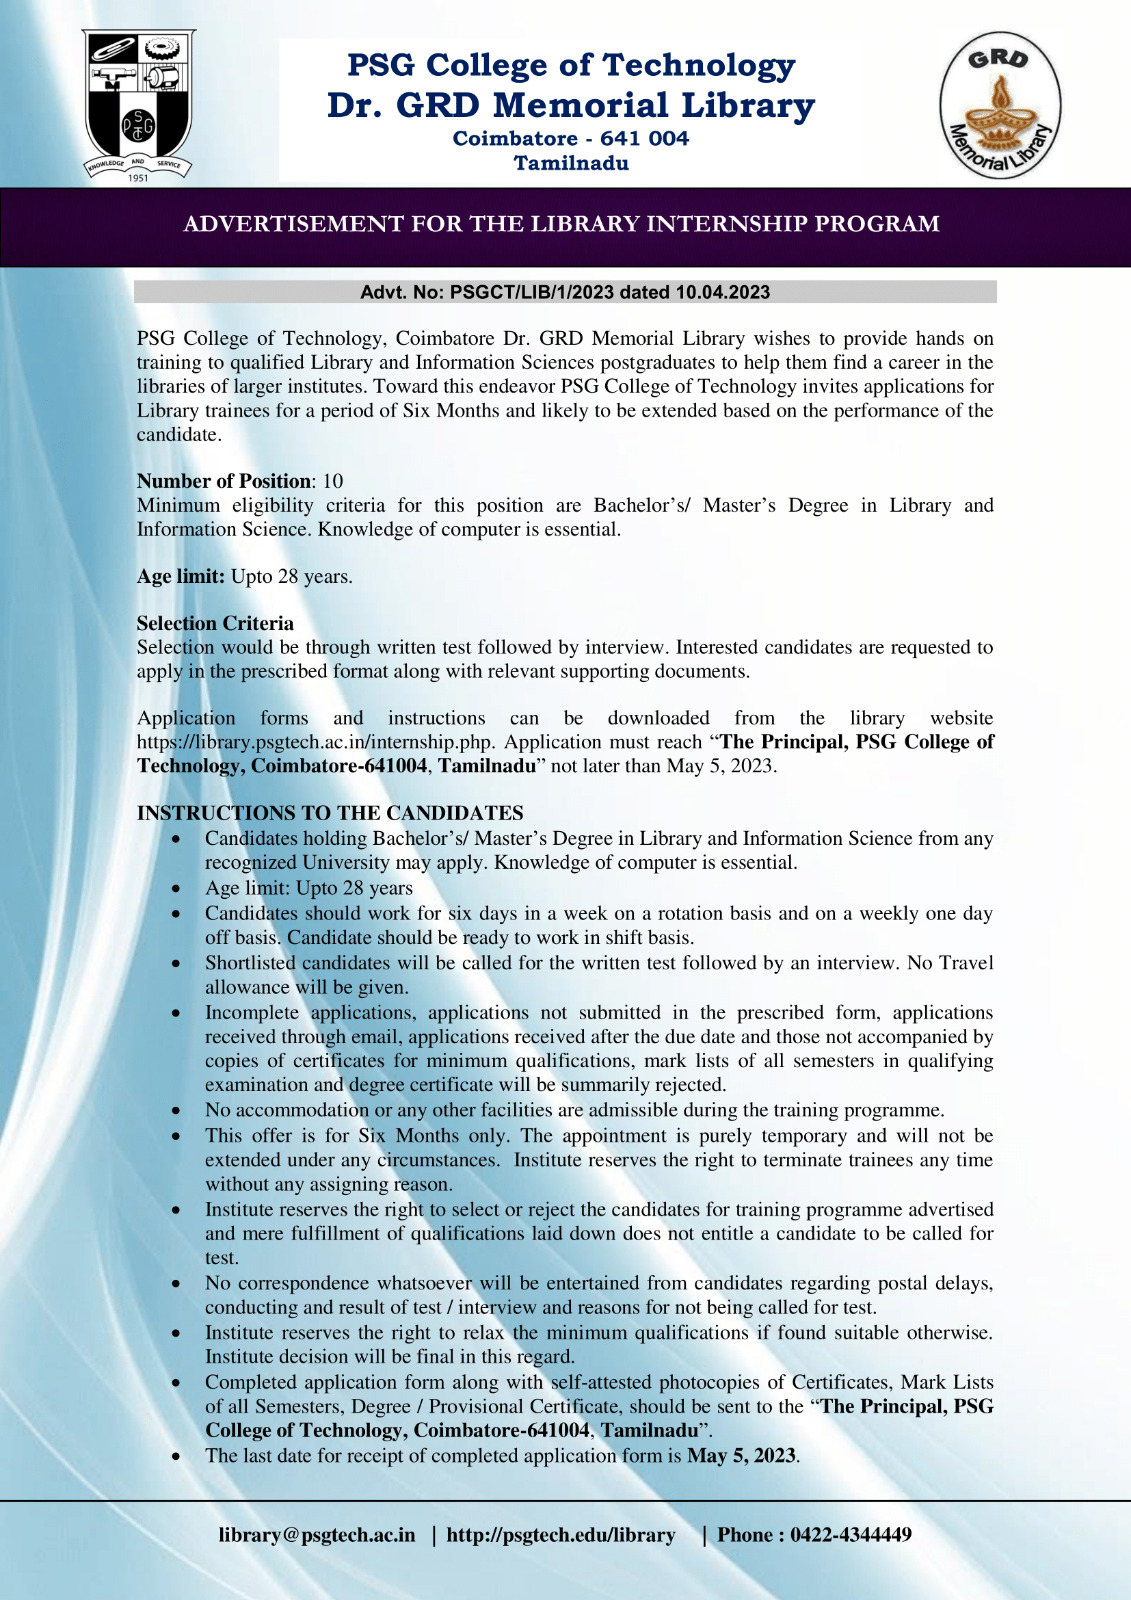 PSG College of Technology
Dr. GRD Memorial Library
Coimbatore - 641 004
Tamilnadu
PSG
CT
KNOWLEDGE AND SERVICE
1951
GRD
Memorial Library
ADVERTISEMENT FOR THE LIBRARY INTERNSHIP PROGRAM
Advt. No: PSGCT/LIB/1/2023 dated 10.04.2023
PSG College of Technology, Coimbatore Dr. GRD Memorial Library wishes to provide hands on
training to qualified Library and Information Sciences postgraduates to help them find a career in the
libraries of larger institutes. Toward this endeavor PSG College of Technology invites applications for
Library trainees for a period of Six Months and likely to be extended based on the performance of the
candidate.
Number of Position: 10
Minimum eligibility criteria for this position are Bachelor’s/ Master’s Degree in Library and
Information Science. Knowledge of computer is essential.
Age limit: Upto 28 years.
Selection Criteria
Selection would be through written test followed by interview. Interested candidates are requested to
apply in the prescribed format along with relevant supporting documents.
Application forms and instructions can be downloaded from the library website
https://library.psgtech.ac.in/internship.php. Application must reach “The Principal, PSG College of
Technology, Coimbatore-641004, Tamilnadu” not later than May 5, 2023.
INSTRUCTIONS TO THE CANDIDATES
• Candidates holding Bachelor’s/ Master’s Degree in Library and Information Science from any
recognized University may apply. Knowledge of computer is essential.
• Age limit: Upto 28 years
• Candidates should work for six days in a week on a rotation basis and on a weekly one day
off basis. Candidate should be ready to work in shift basis.
• Shortlisted candidates will be called for the written test followed by an interview. No Travel
allowance will be given.
• Incomplete applications, applications not submitted in the prescribed form, applications
received through email, applications received after the due date and those not accompanied by
copies of certificates for minimum qualifications, mark lists of all semesters in qualifying
examination and degree certificate will be summarily rejected.
• No accommodation or any other facilities are admissible during the training programme.
• This offer is for Six Months only. The appointment is purely temporary and will not be
extended under any circumstances. Institute reserves the right to terminate trainees any time
without any assigning reason.
• Institute reserves the right to select or reject the candidates for training programme advertised
and mere fulfillment of qualifications laid down does not entitle a candidate to be called for
test.
• No correspondence whatsoever will be entertained from candidates regarding postal delays,
conducting and result of test / interview and reasons for not being called for test.
• Institute reserves the right to relax the minimum qualifications if found suitable otherwise.
Institute decision will be final in this regard.
• Completed application form along with self-attested photocopies of Certificates, Mark Lists
of all Semesters, Degree / Provisional Certificate, should be sent to the “The Principal, PSG
College of Technology, Coimbatore-641004, Tamilnadu”.
• The last date for receipt of completed application form is May 5, 2023.
library@psgtech.ac.in | http://psgtech.edu/library | Phone : 0422-4344449